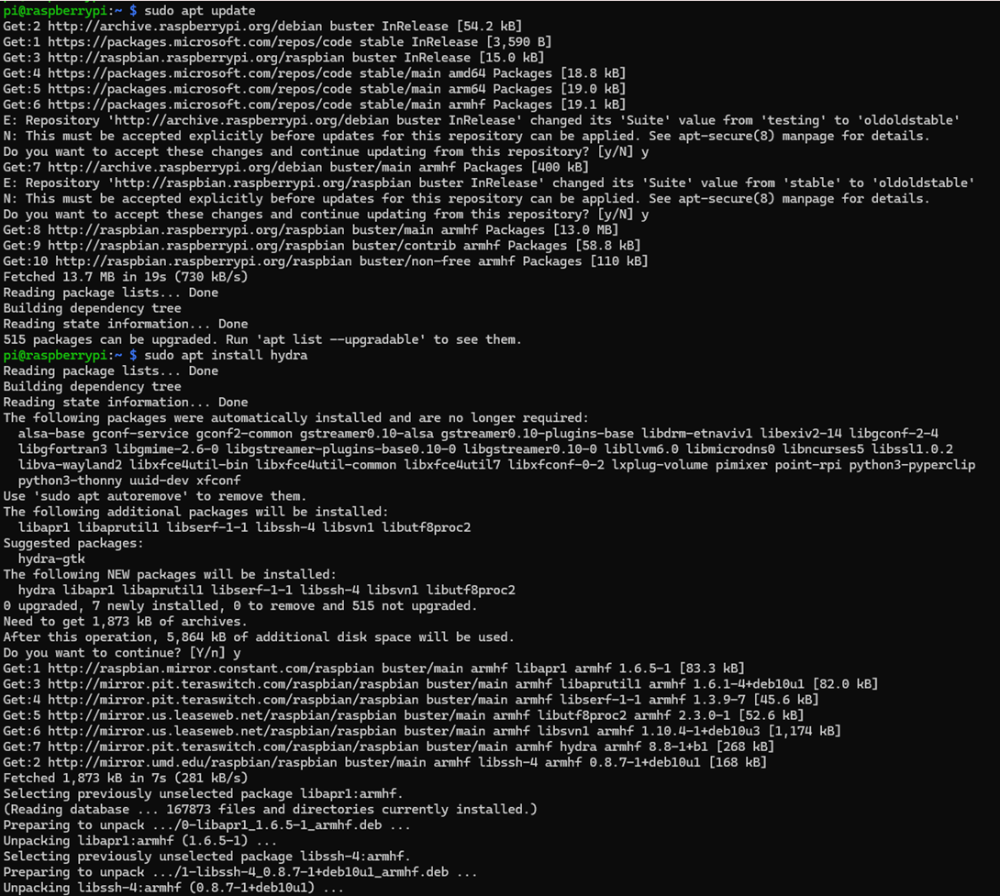 pi@raspberrypi:~ $ sudo apt update
Get:2 http://archive.raspberrypi.org/debian buster InRelease [54.2 kB]
Get:1 https://packages.microsoft.com/repos/code stable InRelease [3,590 B]
Get:3 http://raspbian.raspberrypi.org/raspbian buster InRelease [15.0 kB]
Get:4 https://packages.microsoft.com/repos/code stable/main amd64 Packages [18.8 kB]
Get:5 https://packages.microsoft.com/repos/code stable/main arm64 Packages [19.0 kB]
Get:6 https://packages.microsoft.com/repos/code stable/main armhf Packages [19.1 kB]
E: Repository 'http://archive.raspberrypi.org/debian buster InRelease' changed its 'Suite' value from 'testing' to 'oldoldstable'
N: This must be accepted explicitly before updates for this repository can be applied. See apt-secure(8) manpage for details.
Do you want to accept these changes and continue updating from this repository? [y/N] y
Get:7 http://archive.raspberrypi.org/debian buster/main armhf Packages [400 kB]
E: Repository 'http://raspbian.raspberrypi.org/raspbian buster InRelease' changed its 'Suite' value from 'stable' to 'oldoldstable'
N: This must be accepted explicitly before updates for this repository can be applied. See apt-secure(8) manpage for details.
Do you want to accept these changes and continue updating from this repository? [y/N] y
Get:8 http://raspbian.raspberrypi.org/raspbian buster/main armhf Packages [13.0 MB]
Get:9 http://raspbian.raspberrypi.org/raspbian buster/contrib armhf Packages [58.8 kB]
Get:10 http://raspbian.raspberrypi.org/raspbian buster/non-free armhf Packages [110 kB]
Fetched 13.7 MB in 19s (730 kB/s)
Reading package lists... Done
Building dependency tree
Reading state information... Done
515 packages can be upgraded. Run 'apt list --upgradable' to see them.
pi@raspberrypi:~ $ sudo apt install hydra
Reading package lists... Done
Building dependency tree
Reading state information... Done
The following packages were automatically installed and are no longer required:
  alsa-base gconf-service gconf2-common gstreamer0.10-alsa gstreamer0.10-plugins-base libdrm-etnaviv1 libexiv2-14 libgconf-2-4
  libgfortran3 libgmime-2.6-0 libgstreamer-plugins-base0.10-0 libgstreamer0.10-0 libllvm6.0 libmicrodns0 libncurses5 libssl1.0.2
  libva-wayland2 libxfce4util-bin libxfce4util-common libxfce4util7 libxfconf-0-2 lxplug-volume pimixer point-rpi python3-pyperclip
  python3-thonny uuid-dev xfconf
Use 'sudo apt autoremove' to remove them.
The following additional packages will be installed:
  libapr1 libaprutil1 libserf-1-1 libssh-4 libsvn1 libutf8proc2
Suggested packages:
  hydra-gtk
The following NEW packages will be installed:
  hydra libapr1 libaprutil1 libserf-1-1 libssh-4 libsvn1 libutf8proc2
0 upgraded, 7 newly installed, 0 to remove and 515 not upgraded.
Need to get 1,873 kB of archives.
After this operation, 5,864 kB of additional disk space will be used.
Do you want to continue? [Y/n] y
Get:1 http://raspbian.mirror.constant.com/raspbian buster/main armhf libapr1 armhf 1.6.5-1 [83.3 kB]
Get:3 http://mirror.pit.teraswitch.com/raspbian/raspbian buster/main armhf libaprutil1 armhf 1.6.1-4+deb10u1 [82.0 kB]
Get:4 http://mirror.pit.teraswitch.com/raspbian/raspbian buster/main armhf libserf-1-1 armhf 1.3.9-7 [45.6 kB]
Get:5 http://mirror.us.leaseweb.net/raspbian/raspbian buster/main armhf libutf8proc2 armhf 2.3.0-1 [52.6 kB]
Get:6 http://mirror.us.leaseweb.net/raspbian/raspbian buster/main armhf libsvn1 armhf 1.10.4-1+deb10u3 [1,174 kB]
Get:7 http://mirror.pit.teraswitch.com/raspbian/raspbian buster/main armhf hydra armhf 8.8-1+b1 [268 kB]
Get:2 http://mirror.umd.edu/raspbian/raspbian buster/main armhf libssh-4 armhf 0.8.7-1+deb10u1 [168 kB]
Fetched 1,873 kB in 7s (281 kB/s)
Selecting previously unselected package libapr1:armhf.
(Reading database ... 167873 files and directories currently installed.)
Preparing to unpack .../0-libapr1_1.6.5-1_armhf.deb ...
Unpacking libapr1:armhf (1.6.5-1) ...
Selecting previously unselected package libssh-4:armhf.
Preparing to unpack .../1-libssh-4_0.8.7-1+deb10u1_armhf.deb ...
Unpacking libssh-4:armhf (0.8.7-1+deb10u1) ...